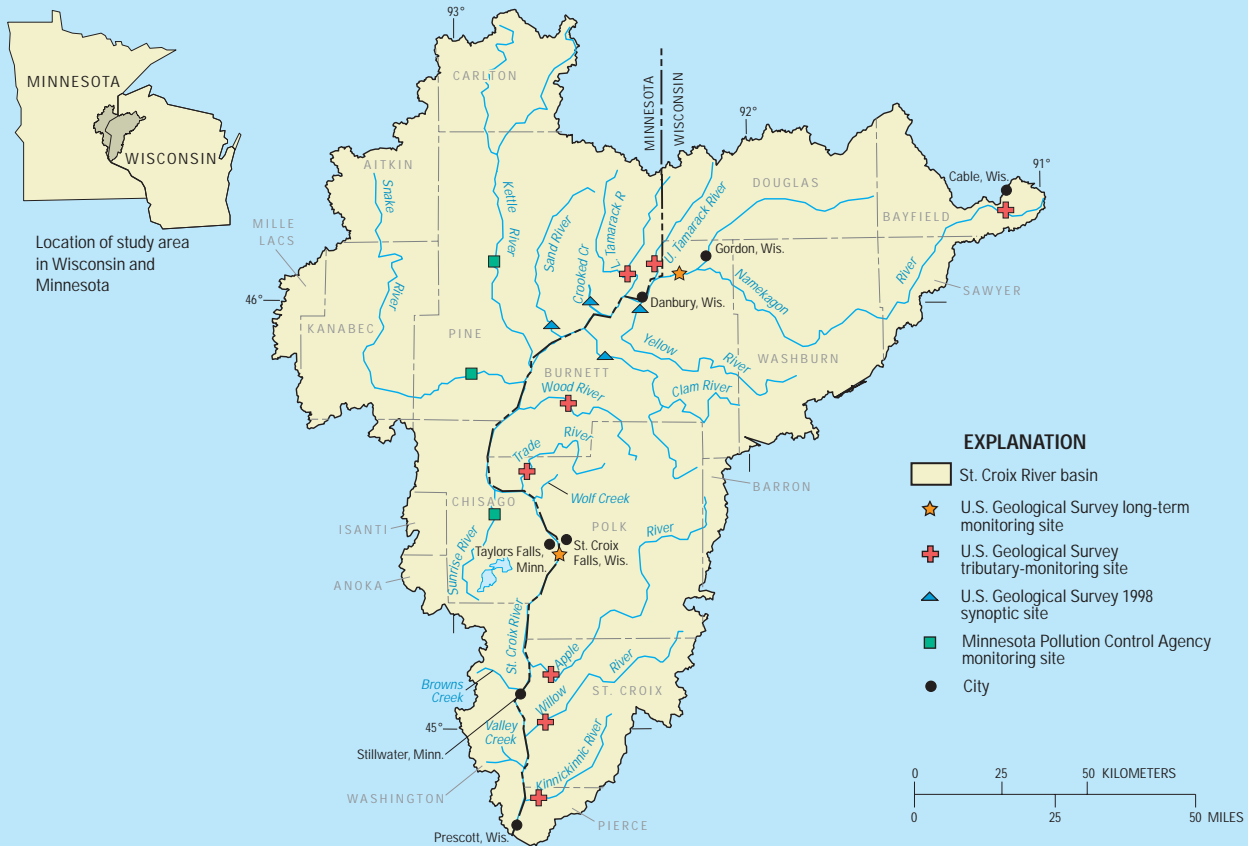 MINNESOTA
WISCONSIN
Location of study area
in Wisconsin and
Minnesota
93°
92°
91°
46°
45°
MINNESOTA
WISCONSIN
CARLTON
AITKIN
MILLE
LACS
KANABEC
PINE
DOUGLAS
BAYFIELD
SAWYER
WASHBURN
BURNETT
BARRON
POLK
CHISAGO
ISANTI
ANOKA
WASHINGTON
ST. CROIX
PIERCE
Snake
River
Kettle
River
Sand River
Crooked Cr
L Tamarack R
U. Tamarack River
Namekagon
River
Yellow
River
Clam River
Wood River
Trade
River
Wolf Creek
Sunrise River
St. Croix River
Apple
River
Willow
River
Browns
Creek
Valley
Creek
Kinnickinnic River
Cable, Wis.
Gordon, Wis.
Danbury, Wis.
Taylors Falls,
Minn.
St. Croix
Falls, Wis.
Stillwater, Minn.
Prescott, Wis.
EXPLANATION
St. Croix River basin
U.S. Geological Survey long-term
monitoring site
U.S. Geological Survey
tributary-monitoring site
U.S. Geological Survey 1998
synoptic site
Minnesota Pollution Control Agency
monitoring site
City
0 25 50 KILOMETERS
0 25 50 MILES